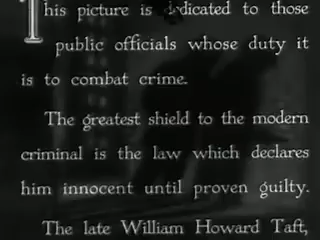 This picture is dedicated to those
public officials whose duty it
is to combat crime.
The greatest shield to the modern
criminal is the law which declares
him innocent until proven guilty.
The late William Howard Taft,